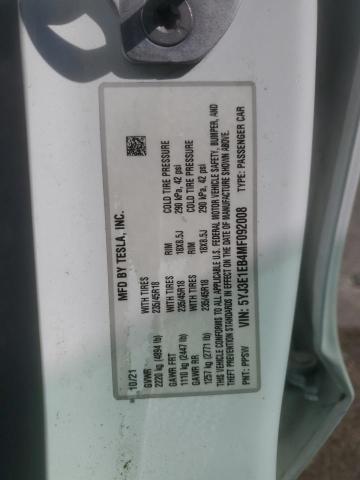 MFD BY TESLA, INC.
10/21
GVWR
2220 kg (4894 lb)
GAWR FRT WITH TIRES RIM COLD TIRE PRESSURE
1110 kg (2447 lb) 235/45R18 18X8.5J 290 kPa, 42 psi
GAWR RR WITH TIRES RIM COLD TIRE PRESSURE
1257 kg (2771 lb) 235/45R18 18X8.5J 290 kPa, 42 psi
THIS VEHICLE CONFORMS TO ALL APPLICABLE U.S. FEDERAL MOTOR VEHICLE SAFETY, BUMPER, AND
THEFT PREVENTION STANDARDS IN EFFECT ON THE DATE OF MANUFACTURE SHOWN ABOVE.
VIN: 5YJ3E1EB4MF092008
PNT: PPSW TYPE: PASSENGER CAR